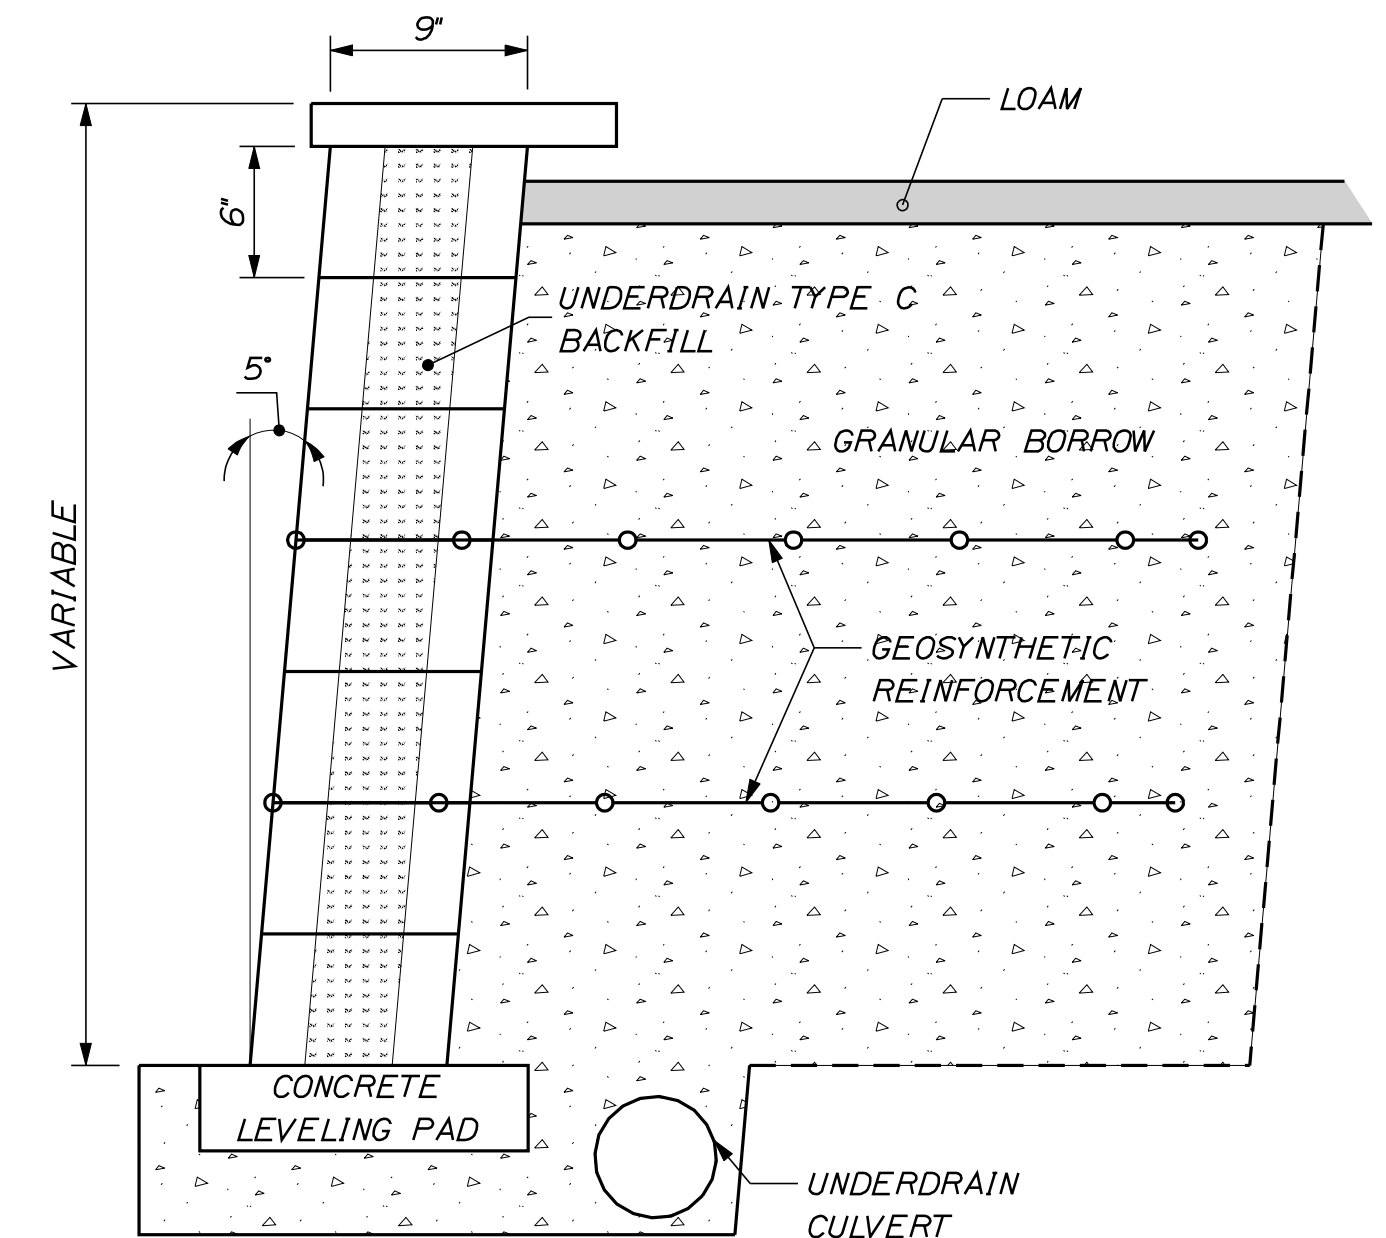 9"
LOAM
6"
UNDERDRAIN TYPE C
BACKFILL
5°
GRANULAR BORROW
VARIABLE
GEOSYNTHETIC
REINFORCEMENT
CONCRETE
LEVELING PAD
UNDERDRAIN
CULVERT